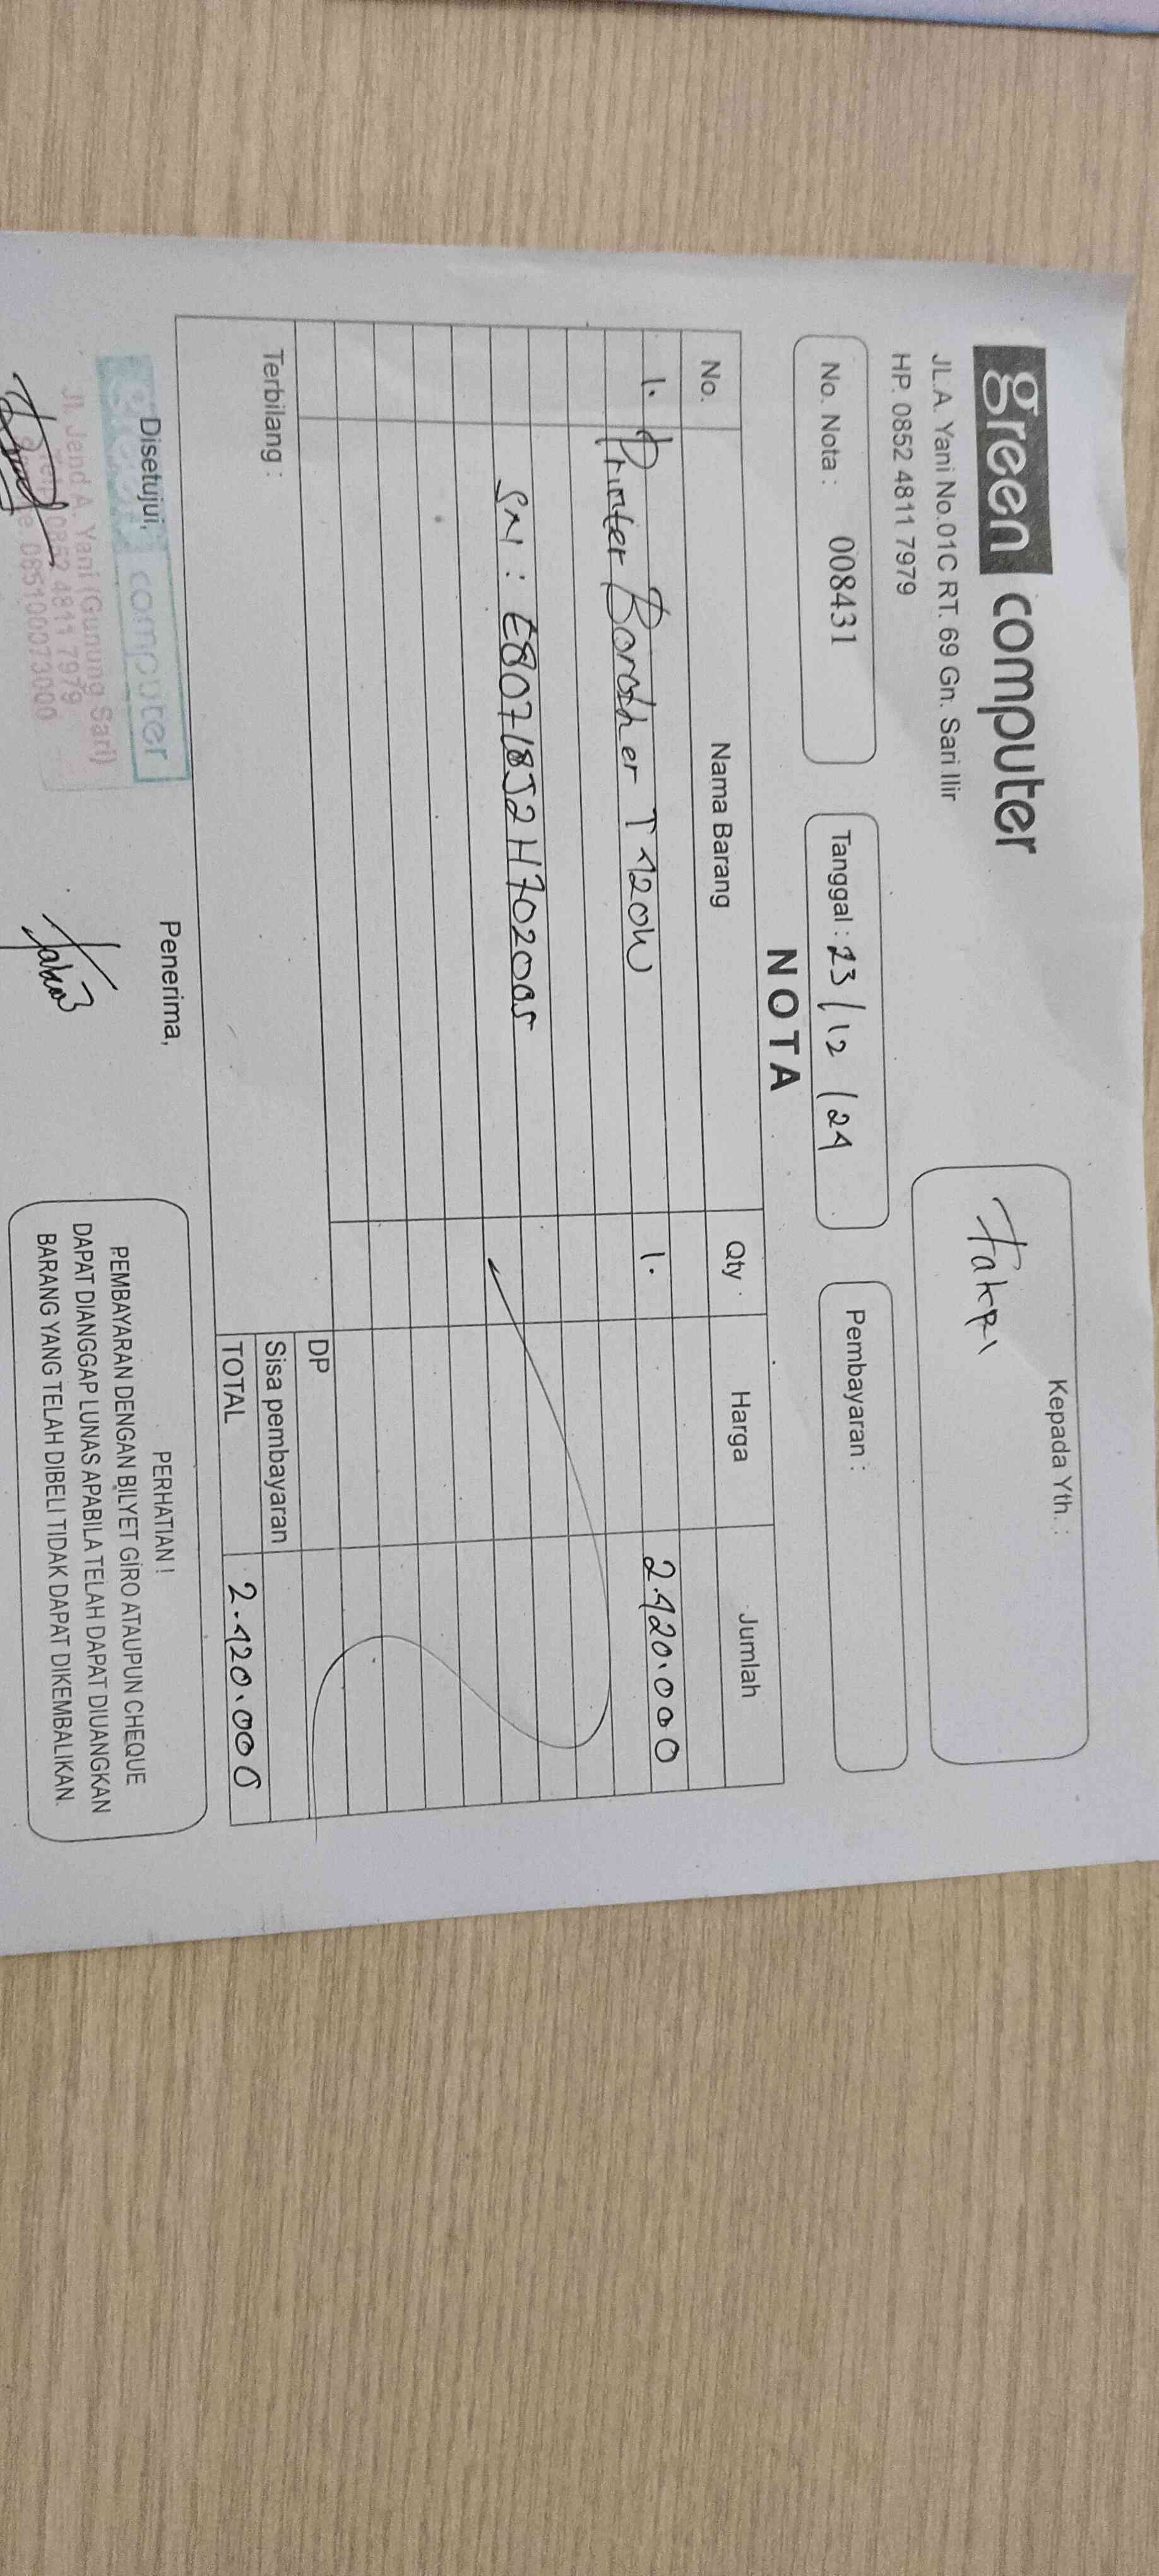 green computer
JL.A. Yani No.01C RT. 69 Gn. Sari Ilir
HP. 0852 4811 7979
Kepada Yth. :
No. Nota : 008431
Tanggal : 23/12/24
Pembayaran :
NOTA
No. Nama Barang Qty Harga Jumlah
1. Printer Borother T420W 1. 2.420.000
SN : E80718J2H702005
DP
Sisa pembayaran
Terbilang :
TOTAL 2.420.000
Disetujui,
Penerima,
green computer
Jl. Jend A. Yani (Gunung Sari)
Telp. 0852 4811 7979
085100073000
PERHATIAN !
PEMBAYARAN DENGAN BILYET GIRO ATAUPUN CHEQUE
DAPAT DIANGGAP LUNAS APABILA TELAH DAPAT DIUANGKAN
BARANG YANG TELAH DIBELI TIDAK DAPAT DIKEMBALIKAN.